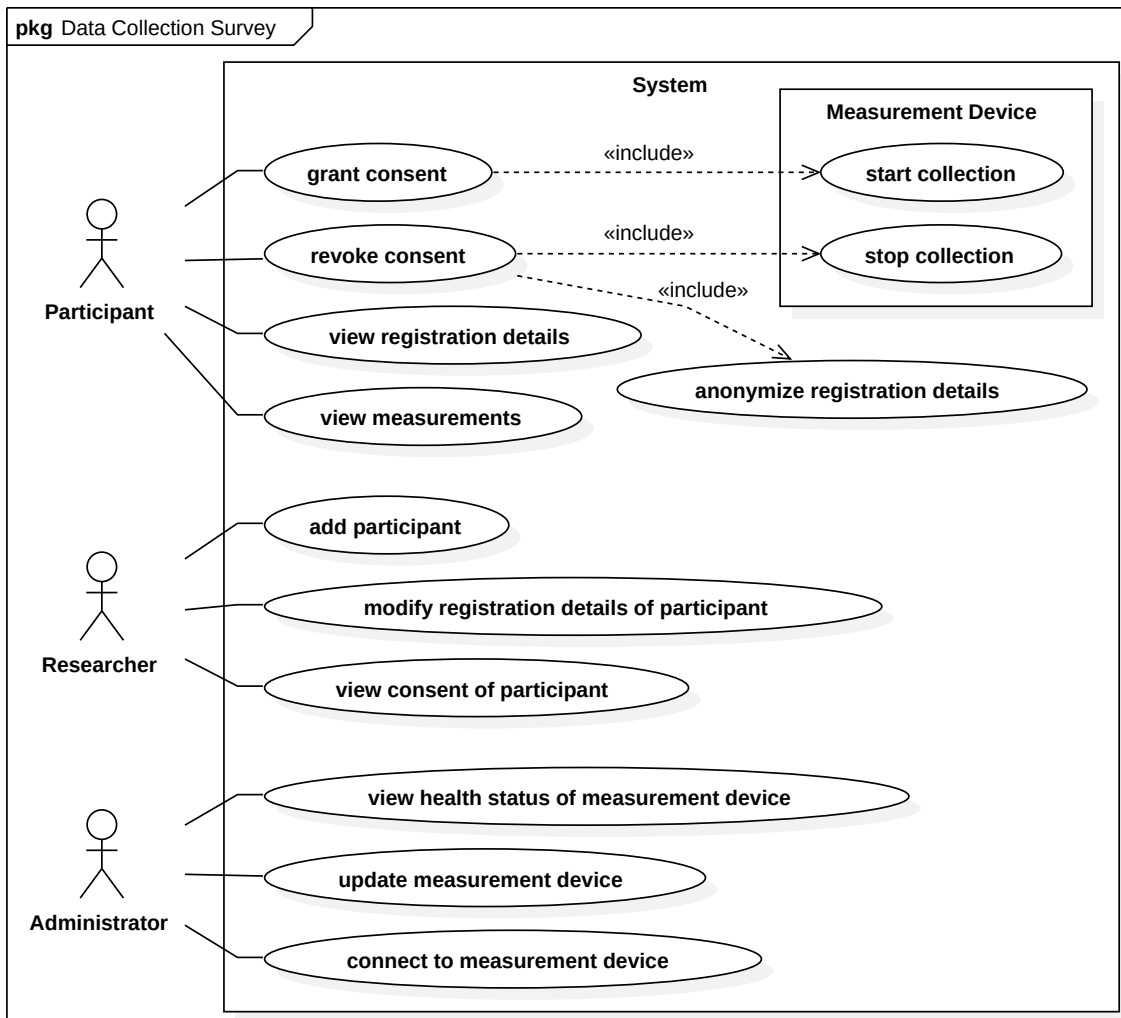 pkg Data Collection Survey
System
Measurement Device
grant consent
«include»
start collection
revoke consent
«include»
stop collection
«include»
Participant
view registration details
anonymize registration details
view measurements
add participant
modify registration details of participant
Researcher
view consent of participant
view health status of measurement device
update measurement device
Administrator
connect to measurement device